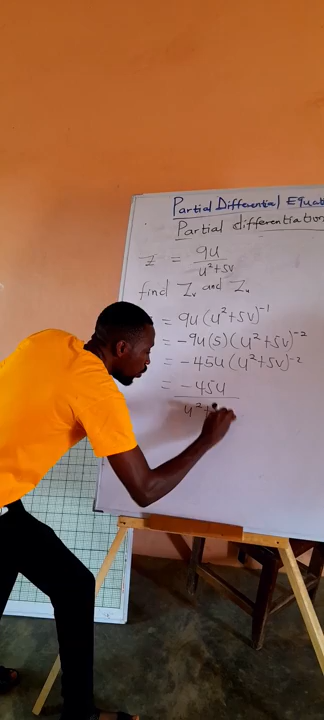 Partial Differential Equat
Partial differentiation
Z = 9u / u²+5v
find Zᵥ and Zᵤ
= 9u(u²+5v)⁻¹
= -9u(5)(u²+5v)⁻²
= -45u(u²+5v)⁻²
= -45u / u²+